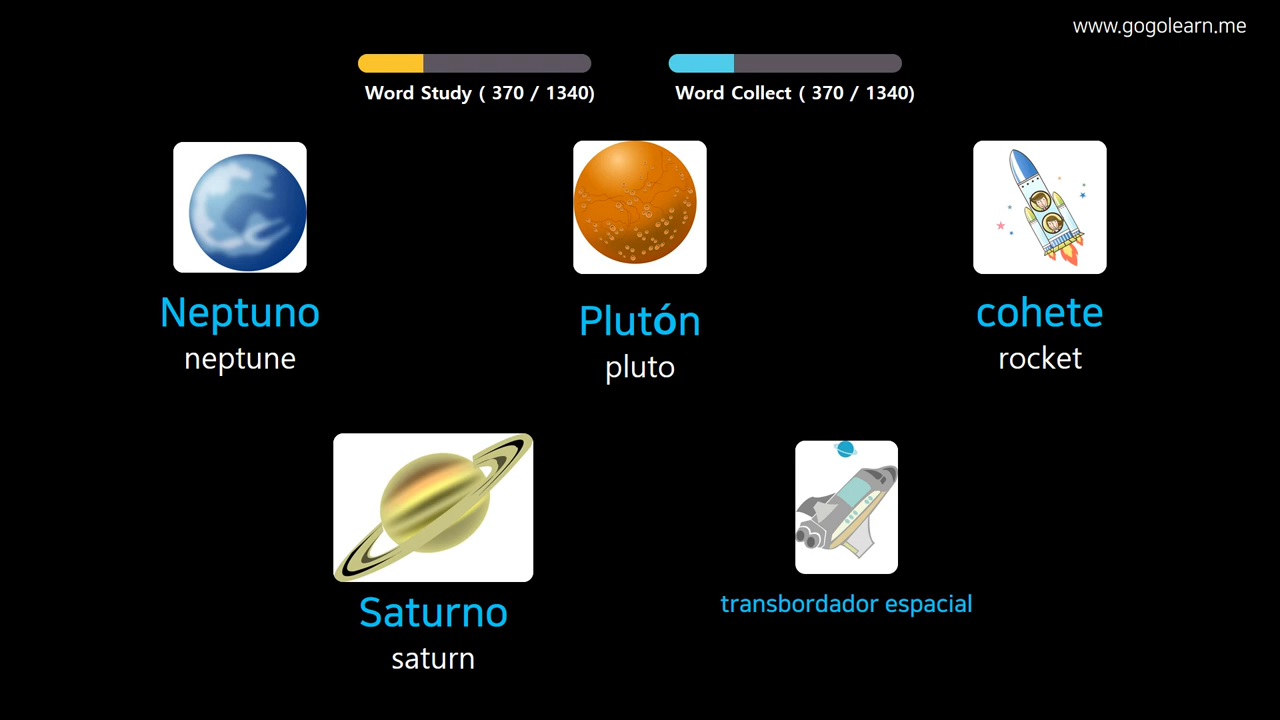 www.gogolearn.me
Word Study ( 370 / 1340)
Word Collect ( 370 / 1340)
Neptuno
neptune
Plutón
pluto
cohete
rocket
Saturno
saturn
transbordador espacial